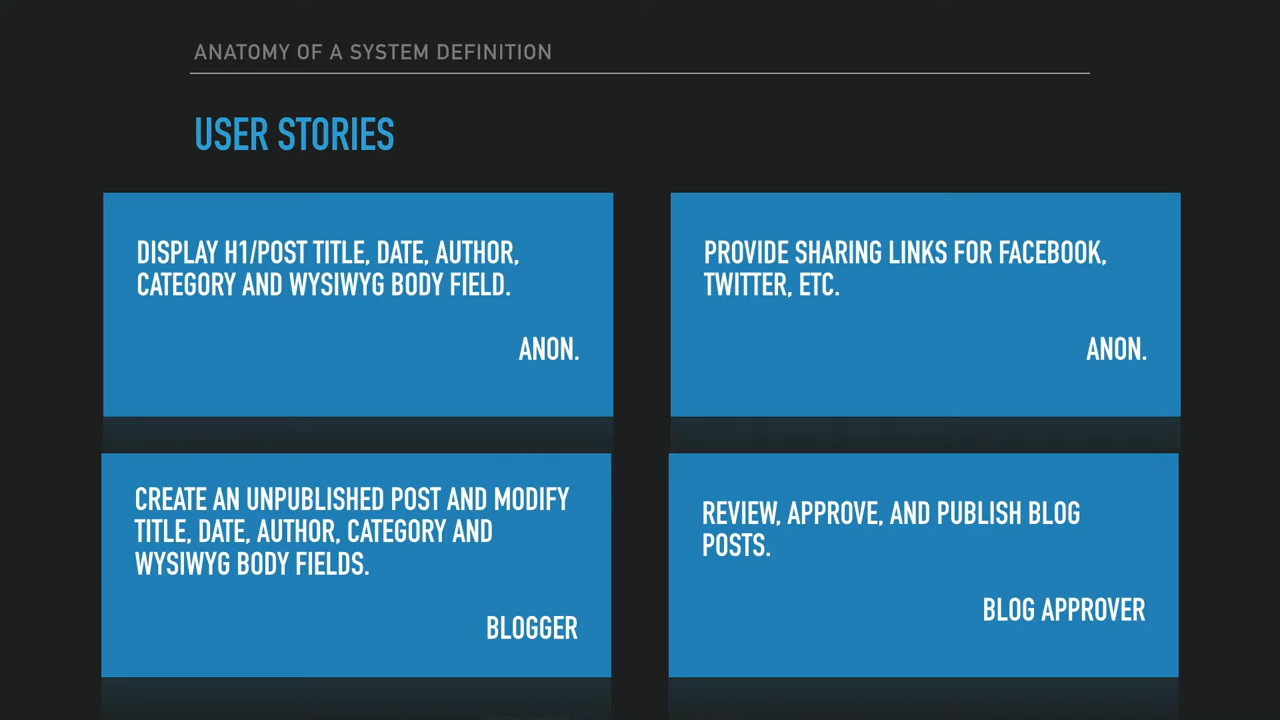 ANATOMY OF A SYSTEM DEFINITION
USER STORIES
DISPLAY H1/POST TITLE, DATE, AUTHOR,
CATEGORY AND WYSIWYG BODY FIELD.
ANON.
PROVIDE SHARING LINKS FOR FACEBOOK,
TWITTER, ETC.
ANON.
CREATE AN UNPUBLISHED POST AND MODIFY
TITLE, DATE, AUTHOR, CATEGORY AND
WYSIWYG BODY FIELDS.
BLOGGER
REVIEW, APPROVE, AND PUBLISH BLOG
POSTS.
BLOG APPROVER